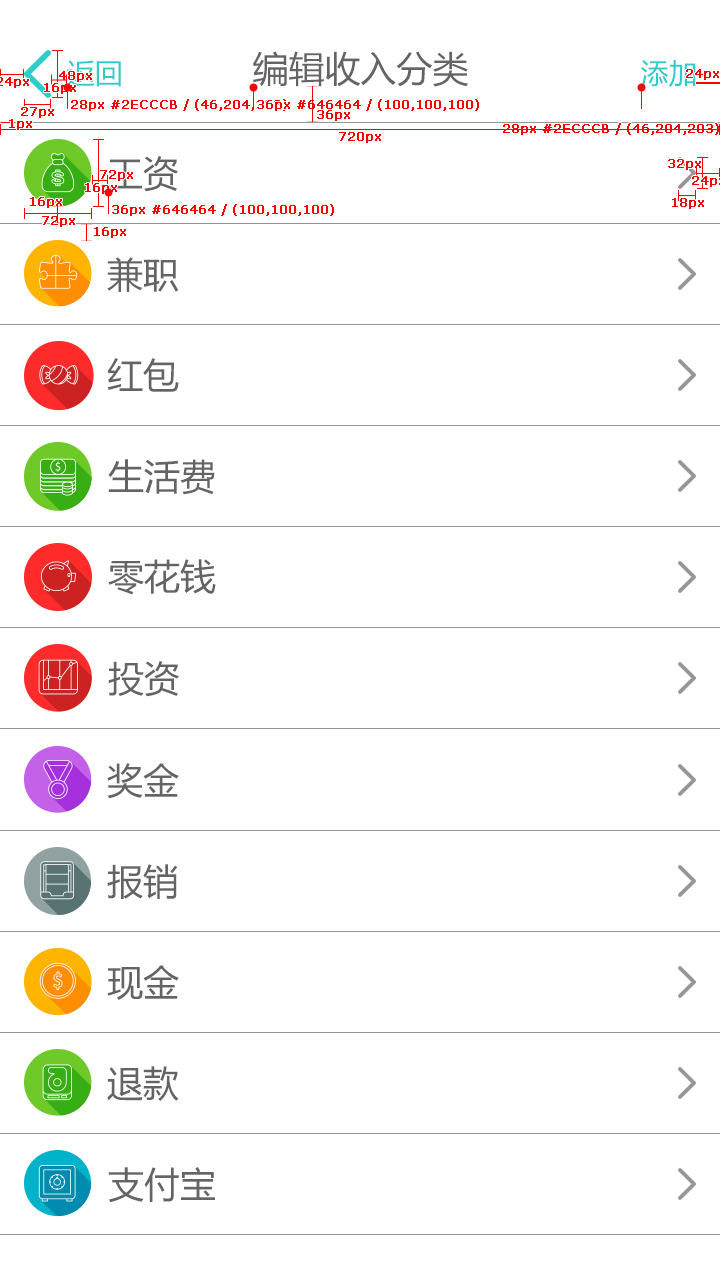 返回 编辑收入分类 添加
24px 48px 16px 24px
28px #2ECCCB / (46,204, 36px #646464 / (100,100,100)
27px 36px
1px 720px 28px #2ECCCB / (46,204,203)
工资
72px 16px 32px 24px
16px 36px #646464 / (100,100,100) 18px
72px 16px
兼职
红包
生活费
零花钱
投资
奖金
报销
现金
退款
支付宝